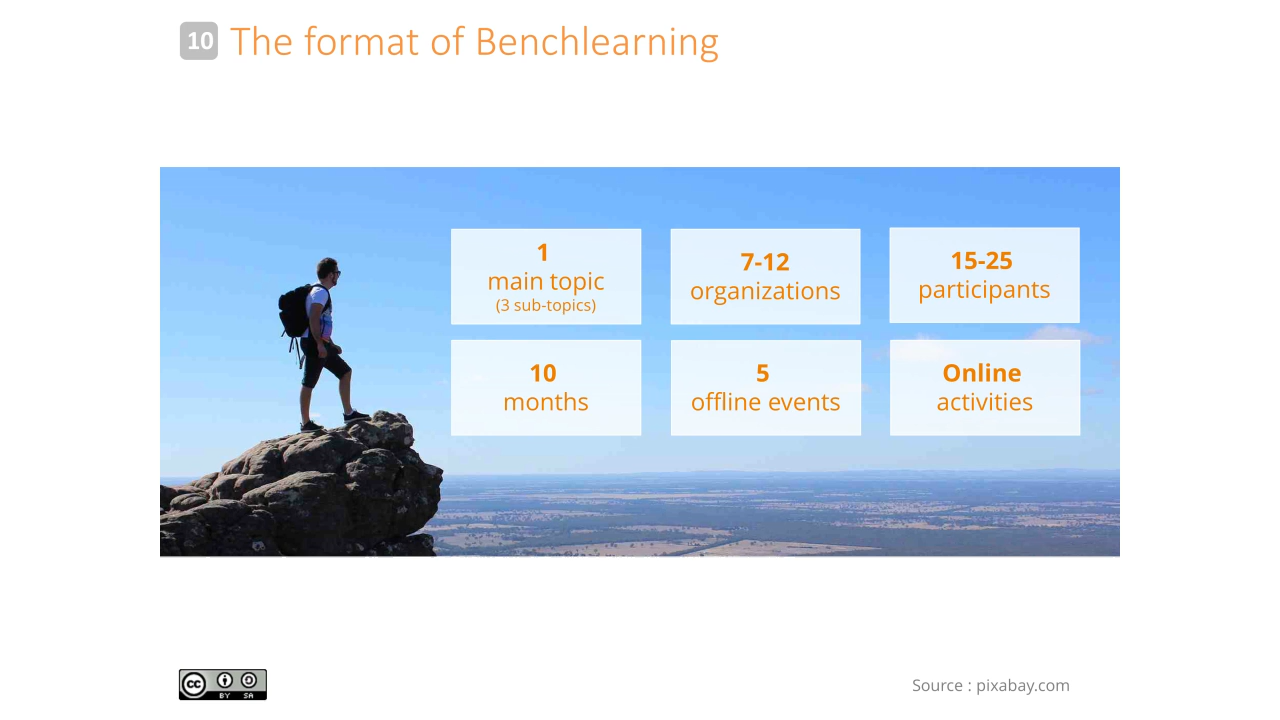 10 The format of Benchlearning
1
main topic
(3 sub-topics)
7-12
organizations
15-25
participants
10
months
5
offline events
Online
activities
cc BY SA
Source : pixabay.com